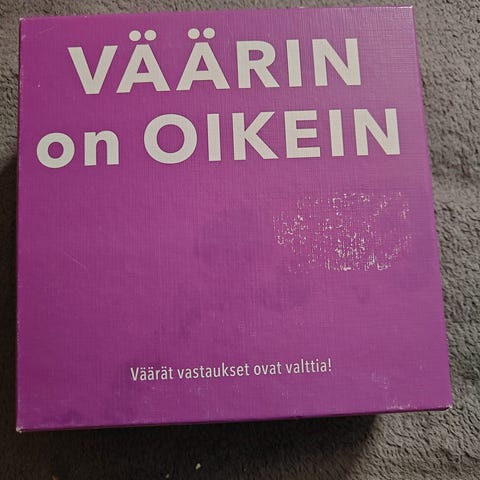 VÄÄRIN
on OIKEIN
Väärät vastaukset ovat valttia!